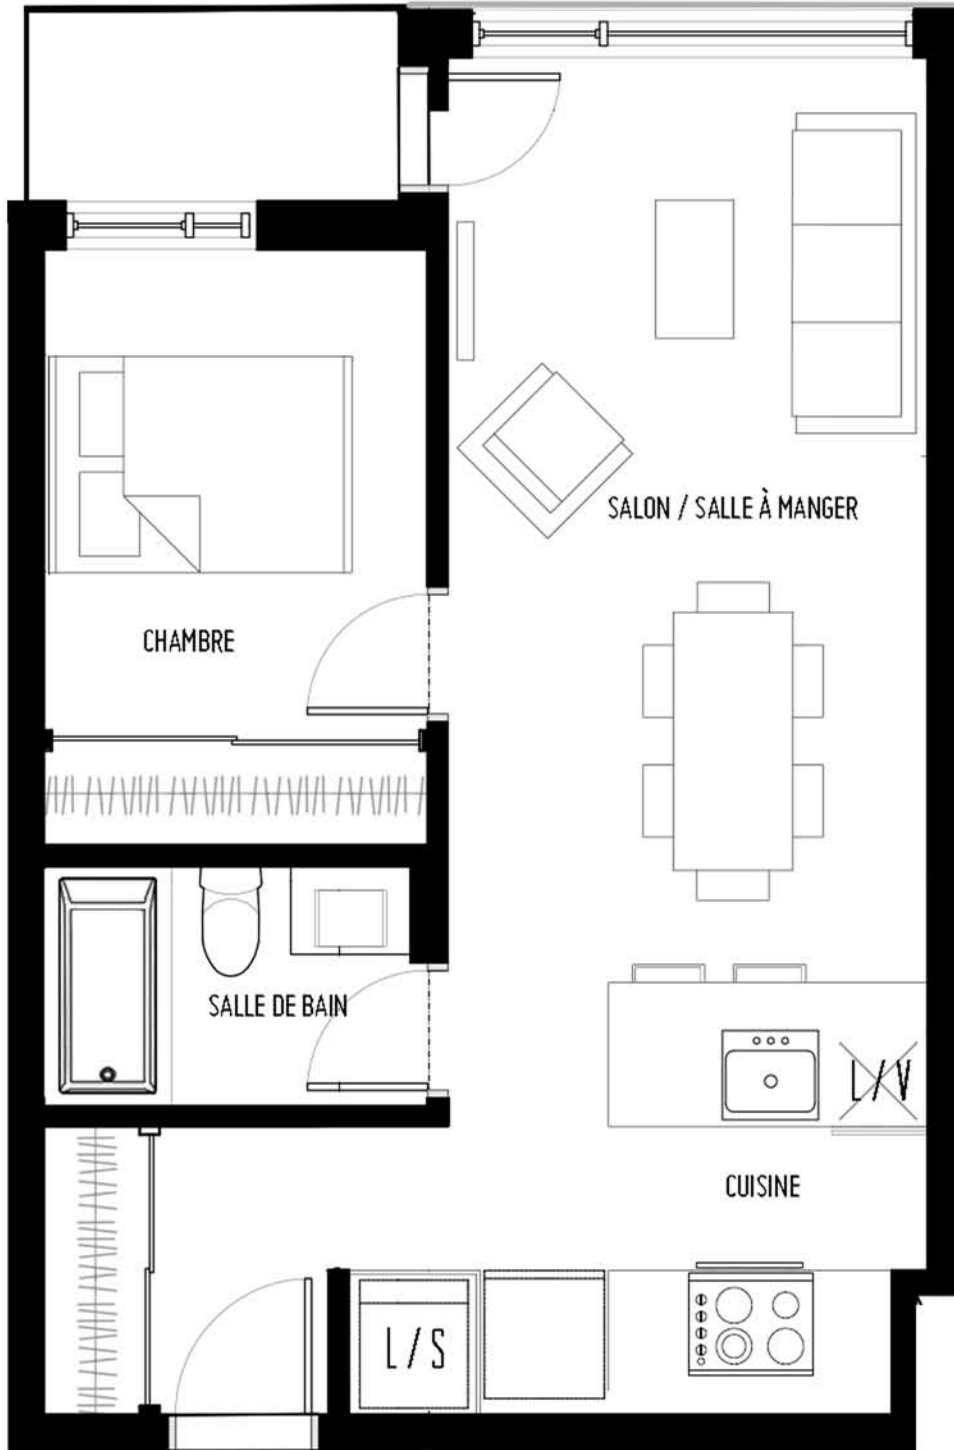 SALON / SALLE À MANGER
CHAMBRE
SALLE DE BAIN
L / V
CUISINE
L / S